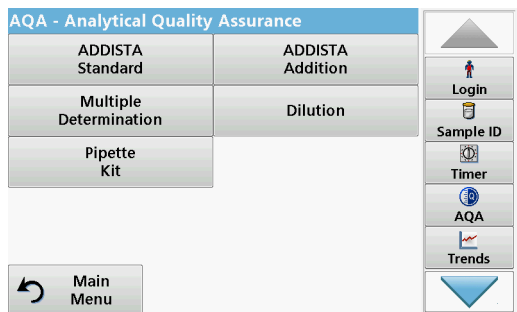 AQA - Analytical Quality Assurance
ADDISTA
Standard
ADDISTA
Addition
Multiple
Determination
Dilution
Pipette
Kit
Main
Menu
Login
Sample ID
Timer
AQA
Trends